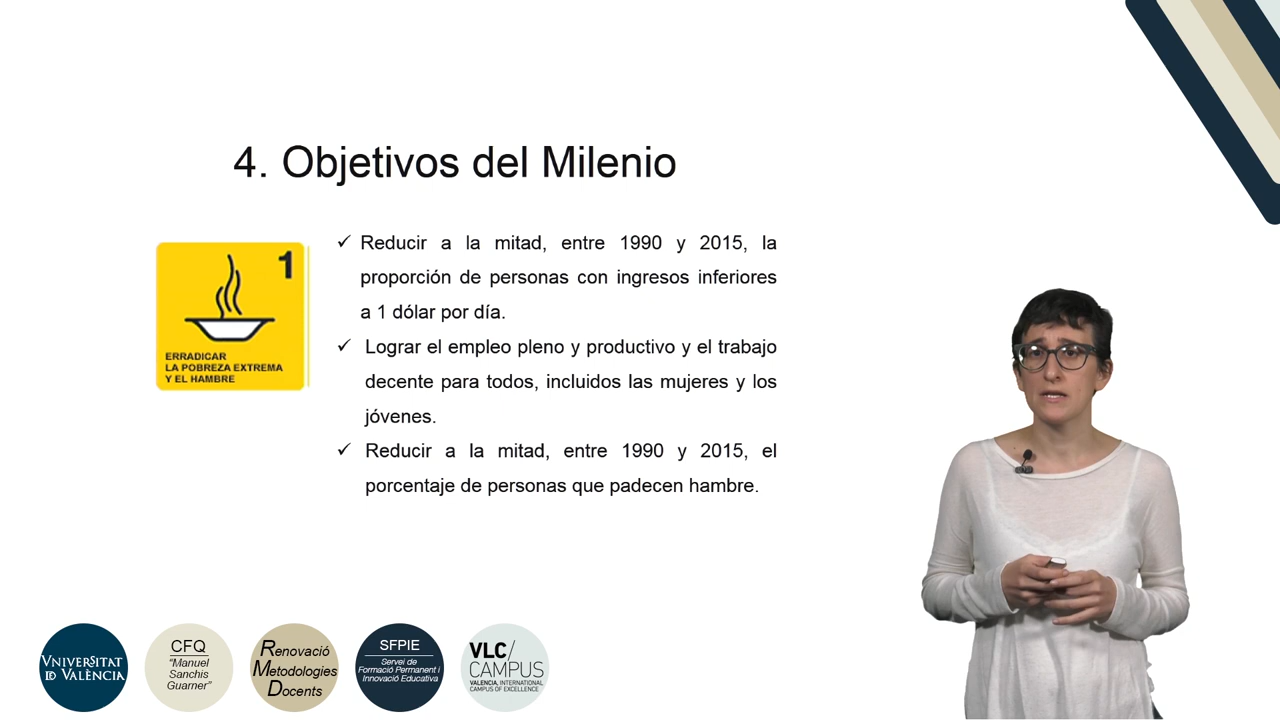 4. Objetivos del Milenio
1
ERRADICAR
LA POBREZA EXTREMA
Y EL HAMBRE
✓ Reducir a la mitad, entre 1990 y 2015, la
proporción de personas con ingresos inferiores
a 1 dólar por día.
✓ Lograr el empleo pleno y productivo y el trabajo
decente para todos, incluidos las mujeres y los
jóvenes.
✓ Reducir a la mitad, entre 1990 y 2015, el
porcentaje de personas que padecen hambre.
VNIVERSITAT
ID VALÈNCIA
CFQ
“Manuel
Sanchis
Guarner”
Renovació
Metodologies
Docents
SFPIE
Servei de
Formació Permanent i
Innovació Educativa
VLC/
CAMPUS
VALENCIA, INTERNATIONAL
CAMPUS OF EXCELLENCE